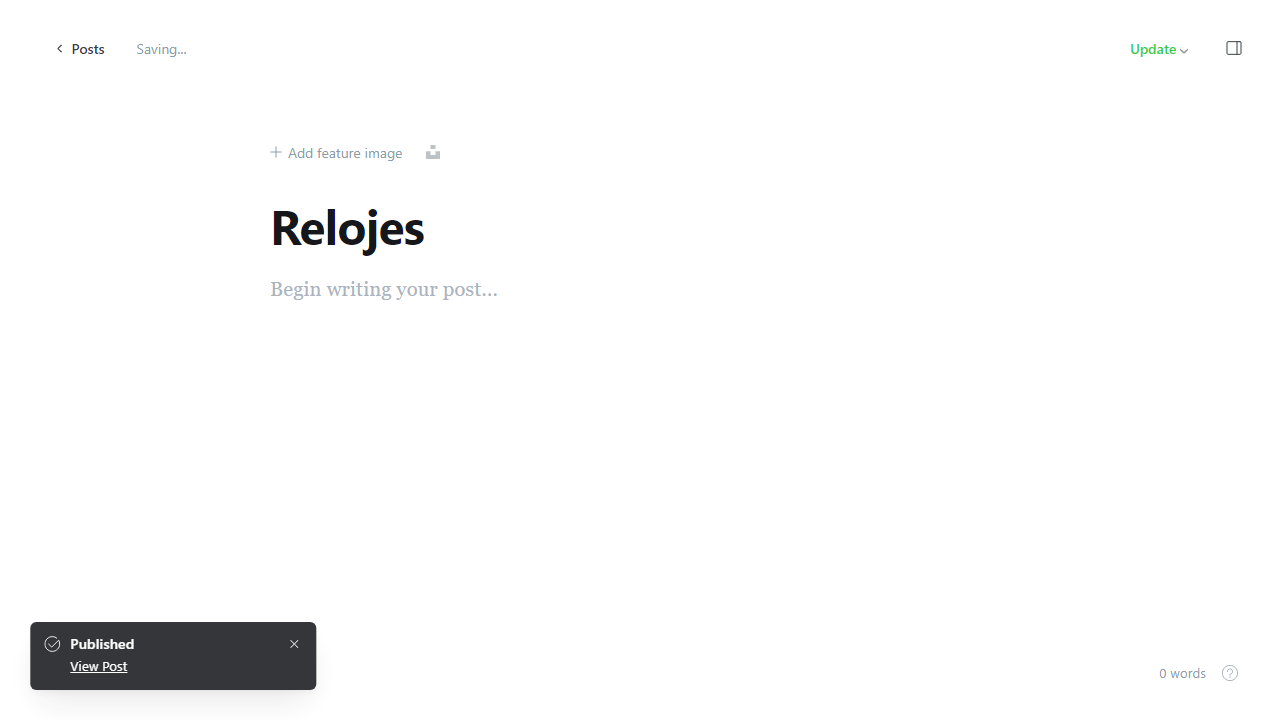 Posts
Saving...
Update
Add feature image
Relojes
Begin writing your post...
Published
View Post
0 words
?